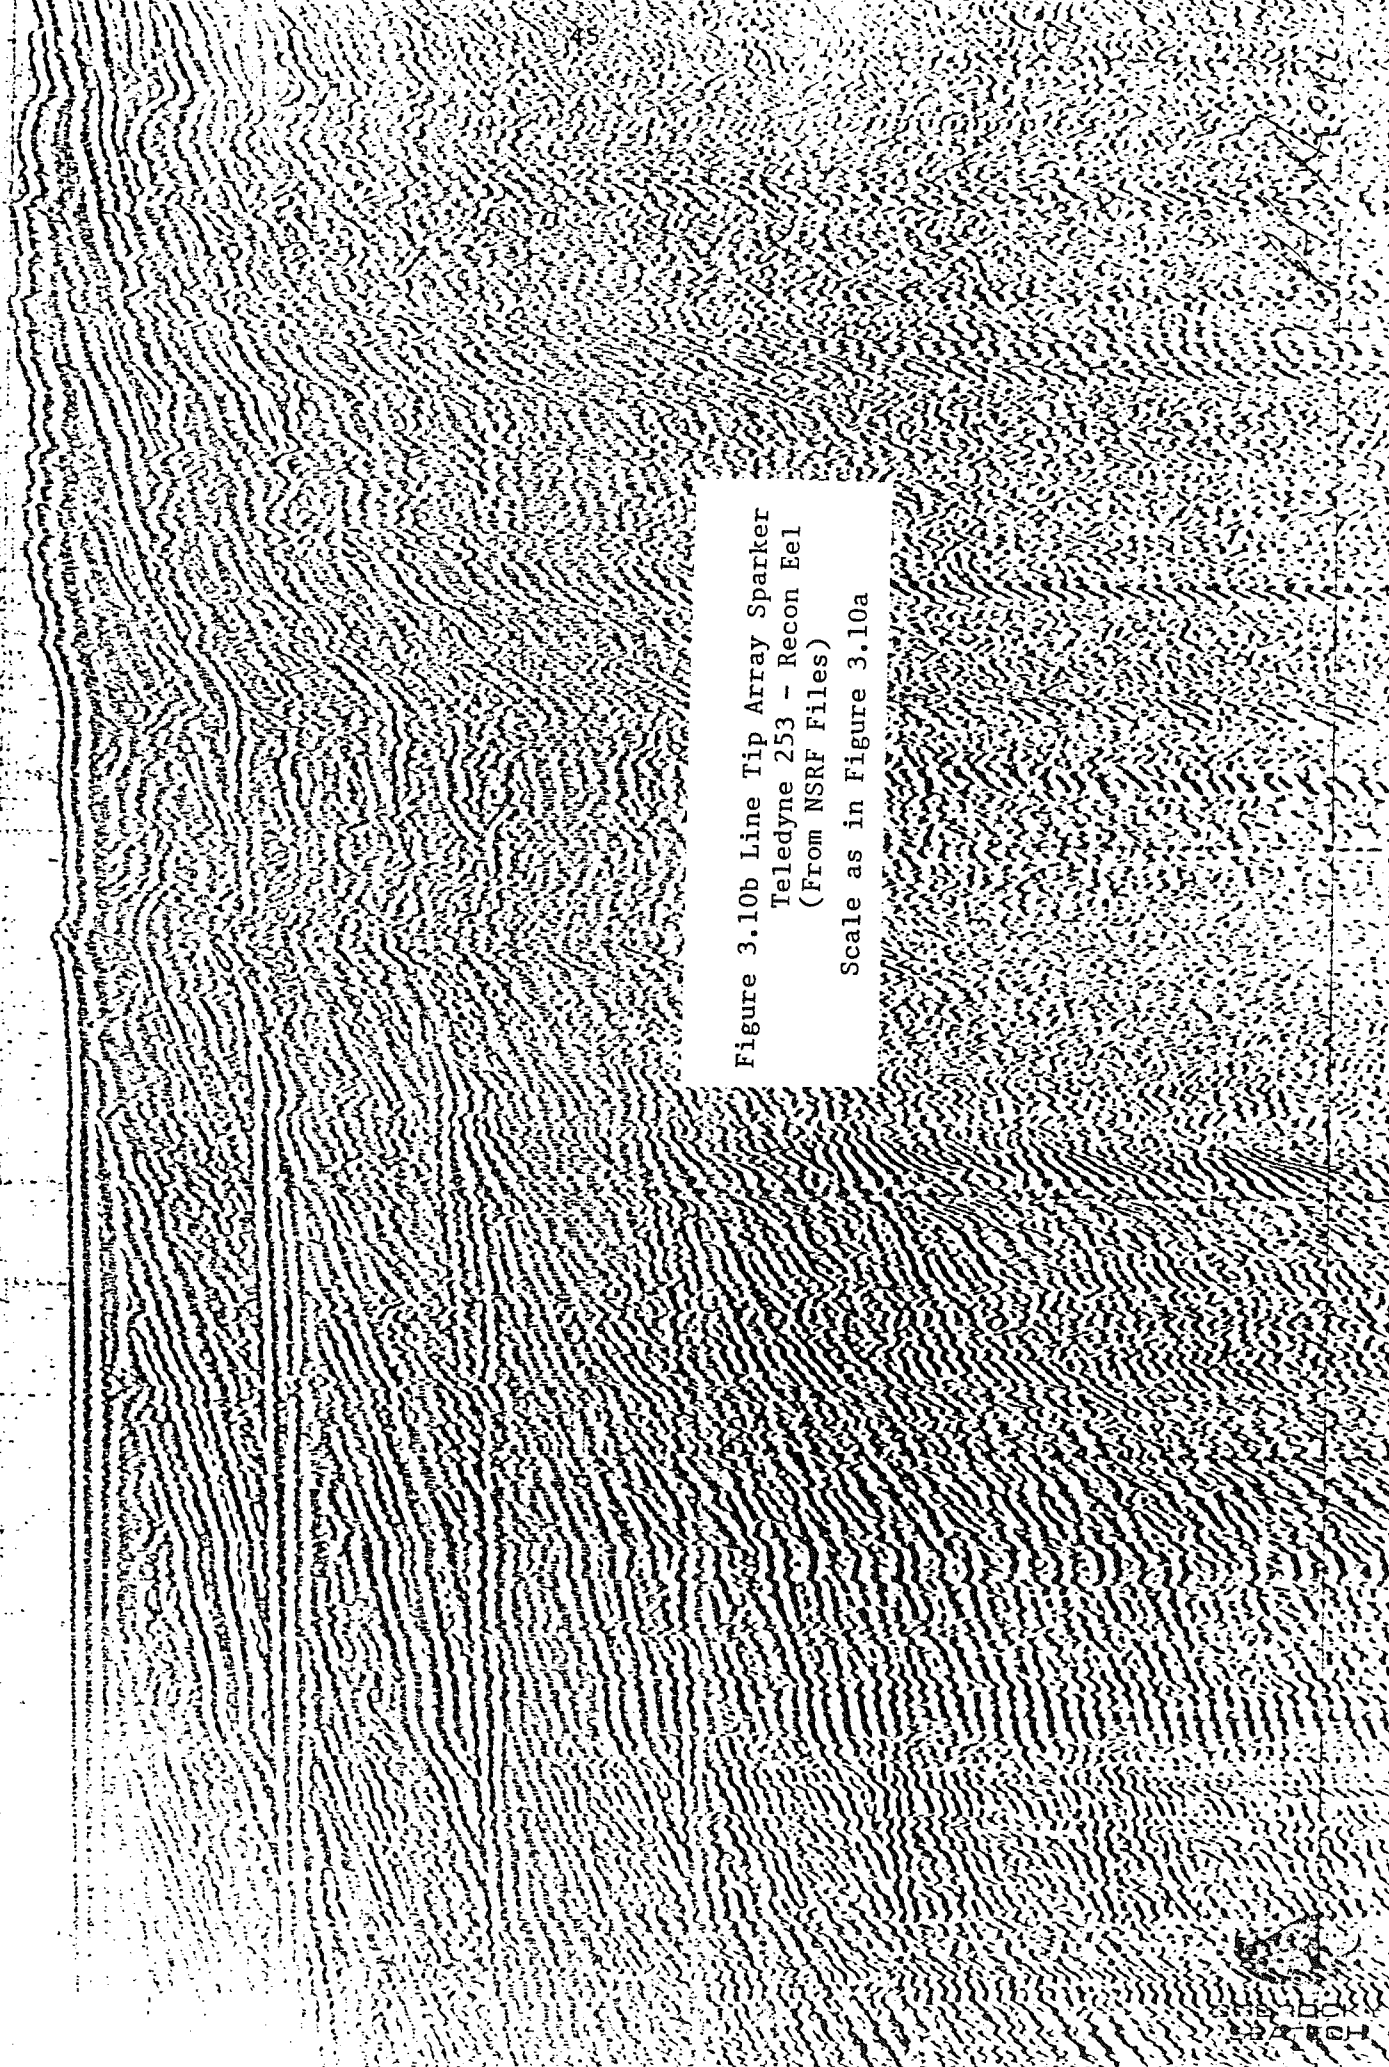 45
Figure 3.10b Line Tip Array Sparker
Teledyne 253 - Recon Eel
(From NSRF Files)
Scale as in Figure 3.10a